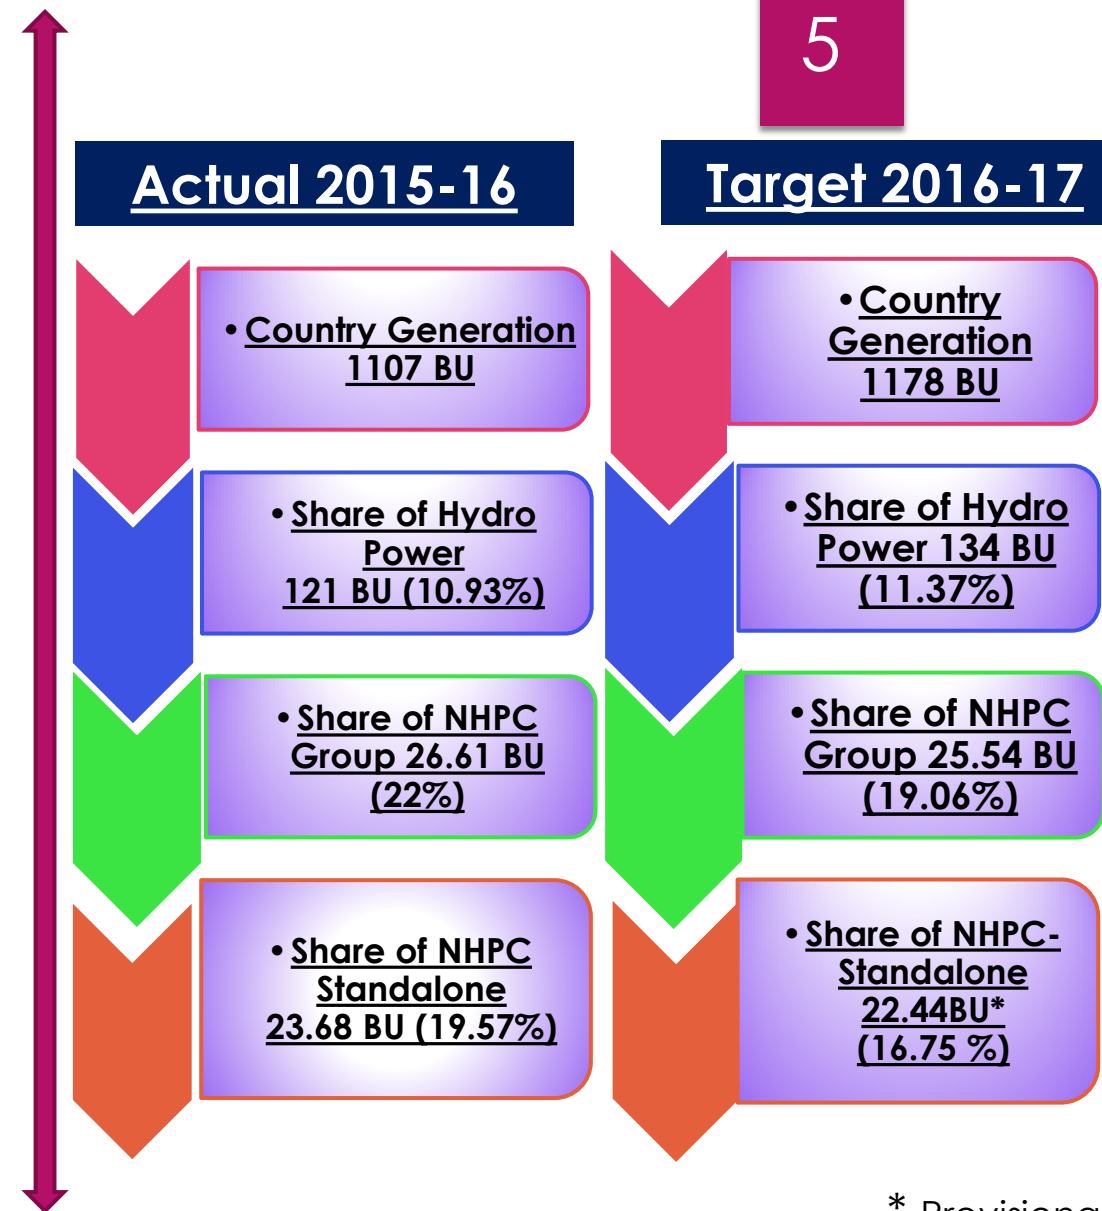 5
Actual 2015-16
• Country Generation
1107 BU
• Share of Hydro
Power
121 BU (10.93%)
• Share of NHPC
Group 26.61 BU
(22%)
• Share of NHPC
Standalone
23.68 BU (19.57%)
Target 2016-17
• Country
Generation
1178 BU
• Share of Hydro
Power 134 BU
(11.37%)
• Share of NHPC
Group 25.54 BU
(19.06%)
• Share of NHPC-
Standalone
22.44BU*
(16.75 %)
*